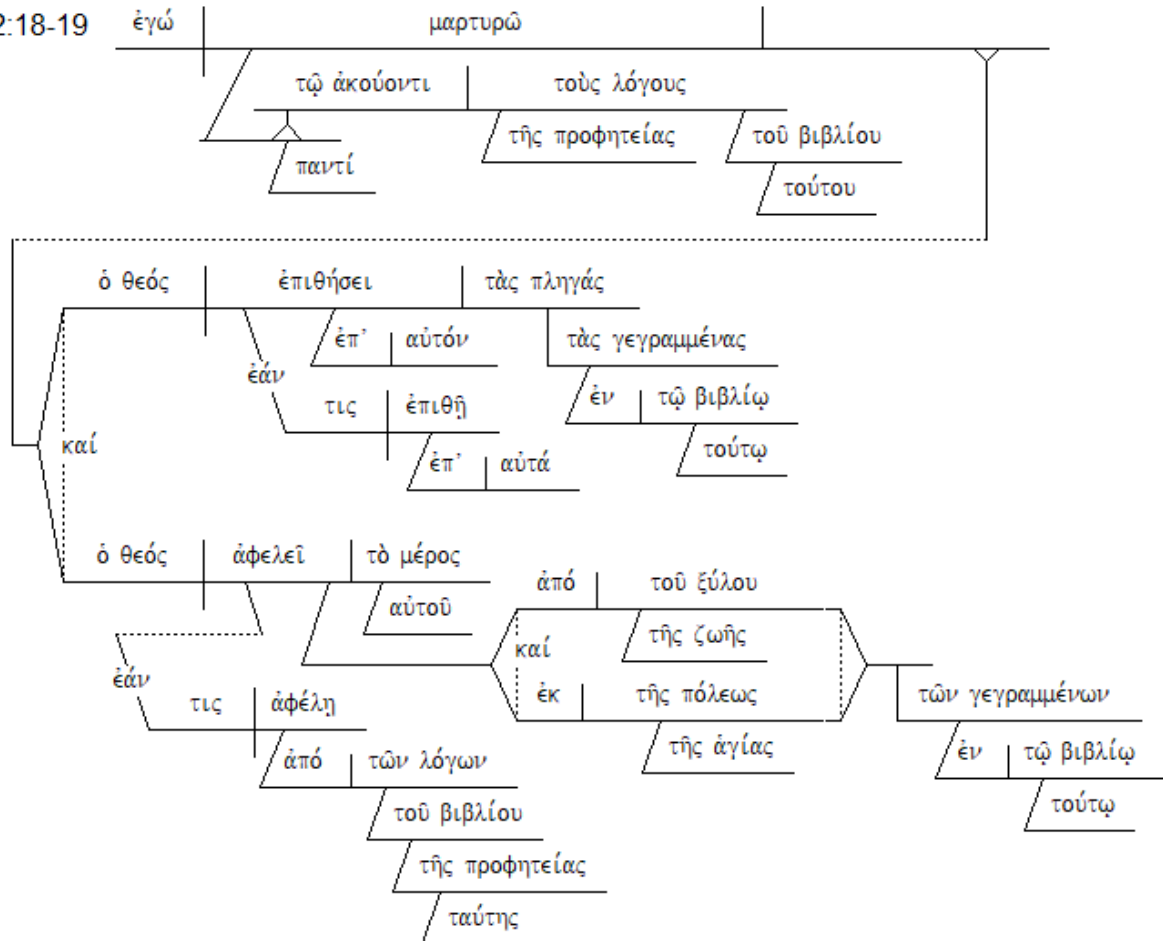 2:18-19 ἐγώ μαρτυρῶ
τῷ ἀκούοντι τοὺς λόγους
τῆς προφητείας τοῦ βιβλίου
παντί τούτου
ὁ θεός ἐπιθήσει τὰς πληγάς
ἐπ' αὐτόν τὰς γεγραμμένας
ἐάν
τις ἐπιθῇ ἐν τῷ βιβλίῳ
καί τούτῳ
ἐπ' αὐτά
ὁ θεός ἀφελεῖ τὸ μέρος
ἀπό τοῦ ξύλου
αὐτοῦ
καί τῆς ζωῆς
ἐάν
τις ἀφέλῃ ἐκ τῆς πόλεως τῶν γεγραμμένων
ἀπό τῶν λόγων τῆς ἁγίας ἐν τῷ βιβλίῳ
τοῦ βιβλίου τούτῳ
τῆς προφητείας
ταύτης